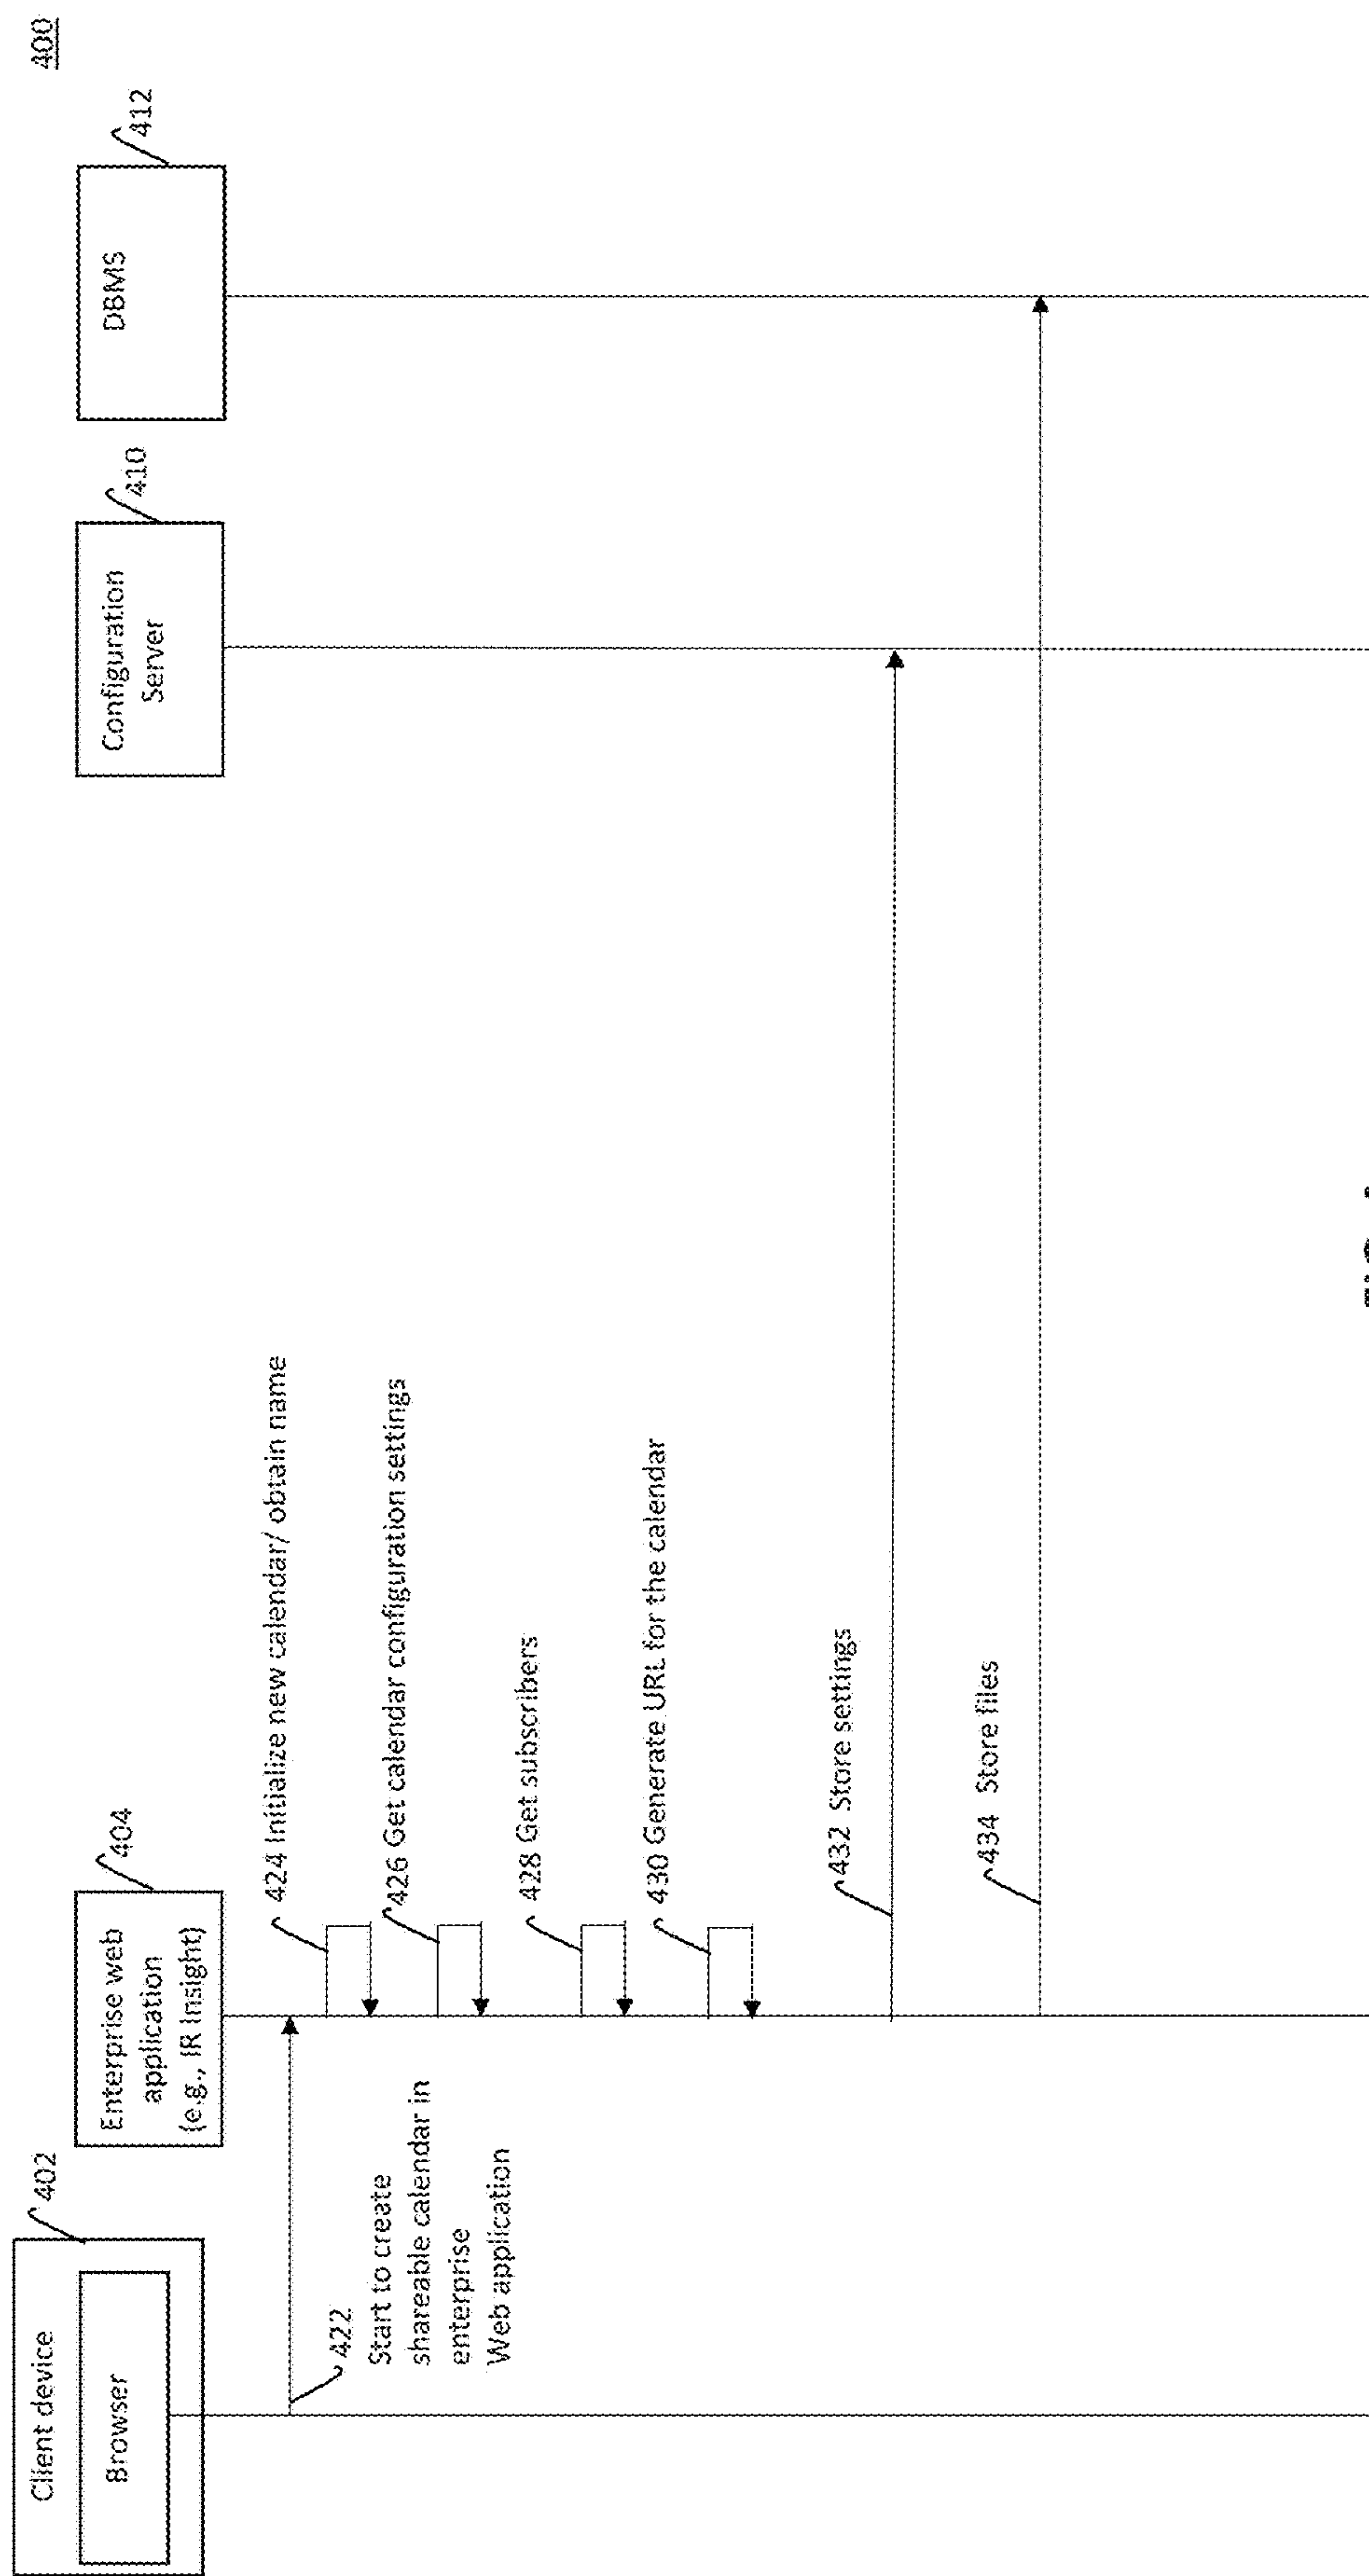 400
Client device
Browser
402
Enterprise web
application
(e.g., IR Insight)
404
Configuration
Server
410
DBMS
412
422
Start to create
shareable calendar in
enterprise
Web application
424 Initialize new calendar/ obtain name
426 Get calendar configuration settings
428 Get subscribers
430 Generate URL for the calendar
432 Store settings
434 Store files